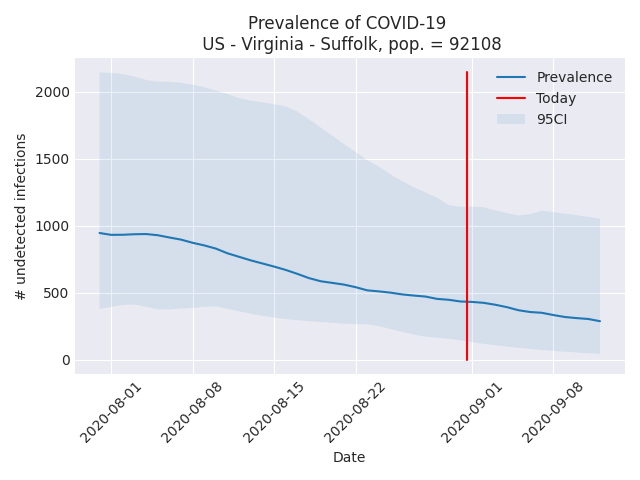 Prevalence of COVID-19
US - Virginia - Suffolk, pop. = 92108
Prevalence
Today
95CI
# undetected infections
2000
1500
1000
500
0
2020-08-01
2020-08-08
2020-08-15
2020-08-22
2020-09-01
2020-09-08
Date